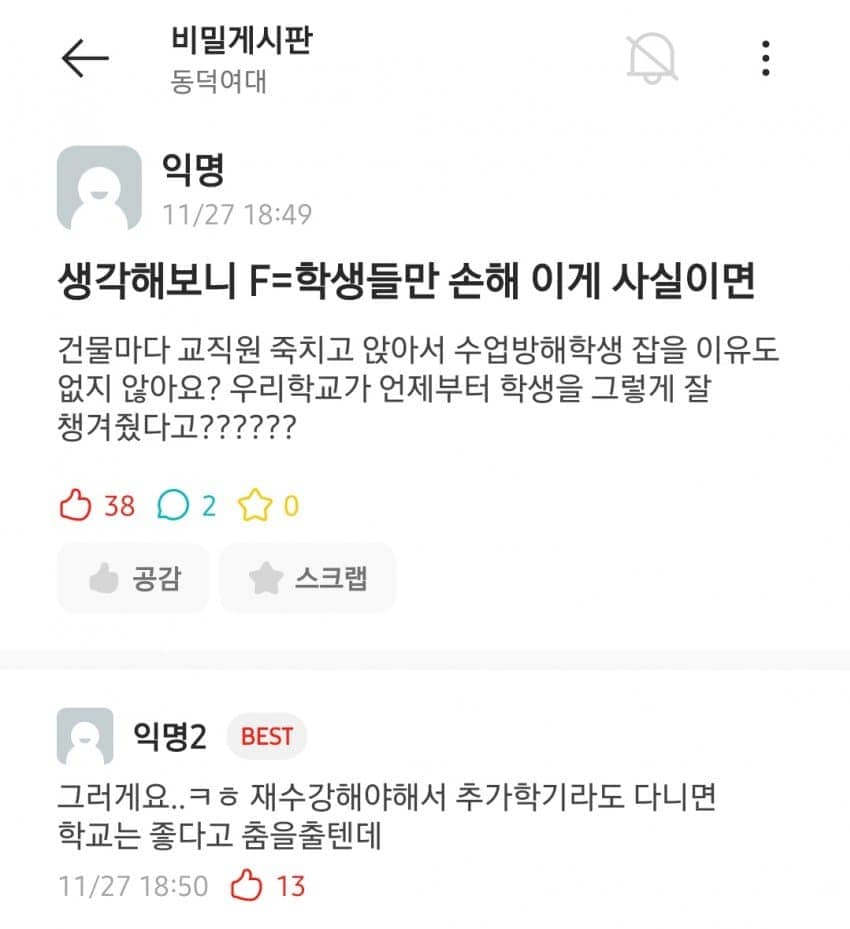 비밀게시판
동덕여대
익명
11/27 18:49
생각해보니 F=학생들만 손해 이게 사실이면
건물마다 교직원 죽치고 앉아서 수업방해학생 잡을 이유도
없지 않아요? 우리학교가 언제부터 학생을 그렇게 잘
챙겨줬다고??????
38 2 0
공감 스크랩
익명2 BEST
그러게요..ㅋㅎ 재수강해야해서 추가학기라도 다니면
학교는 좋다고 춤을출텐데
11/27 18:50 13